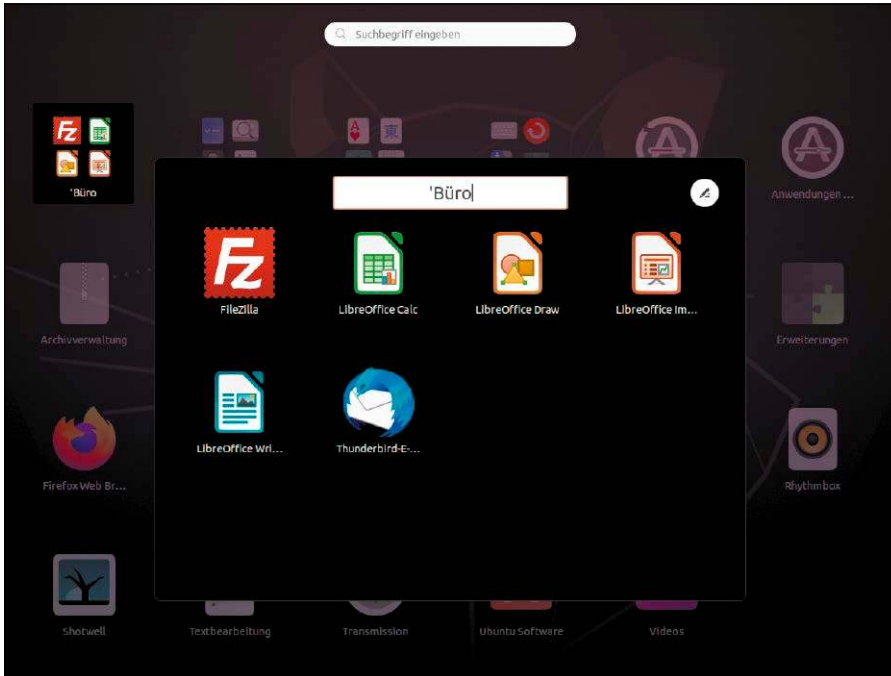 Suchbegriff eingeben
'Büro
'Büro
Anwendungen ...
Fz
FileZilla
LibreOffice Calc
LibreOffice Draw
LibreOffice Im...
Archivverwaltung
Erweiterungen
LibreOffice Wri...
Thunderbird-E-...
Firefox Web Br...
Rhythmbox
Shotwell
Textbearbeitung
Transmission
Ubuntu Software
Videos